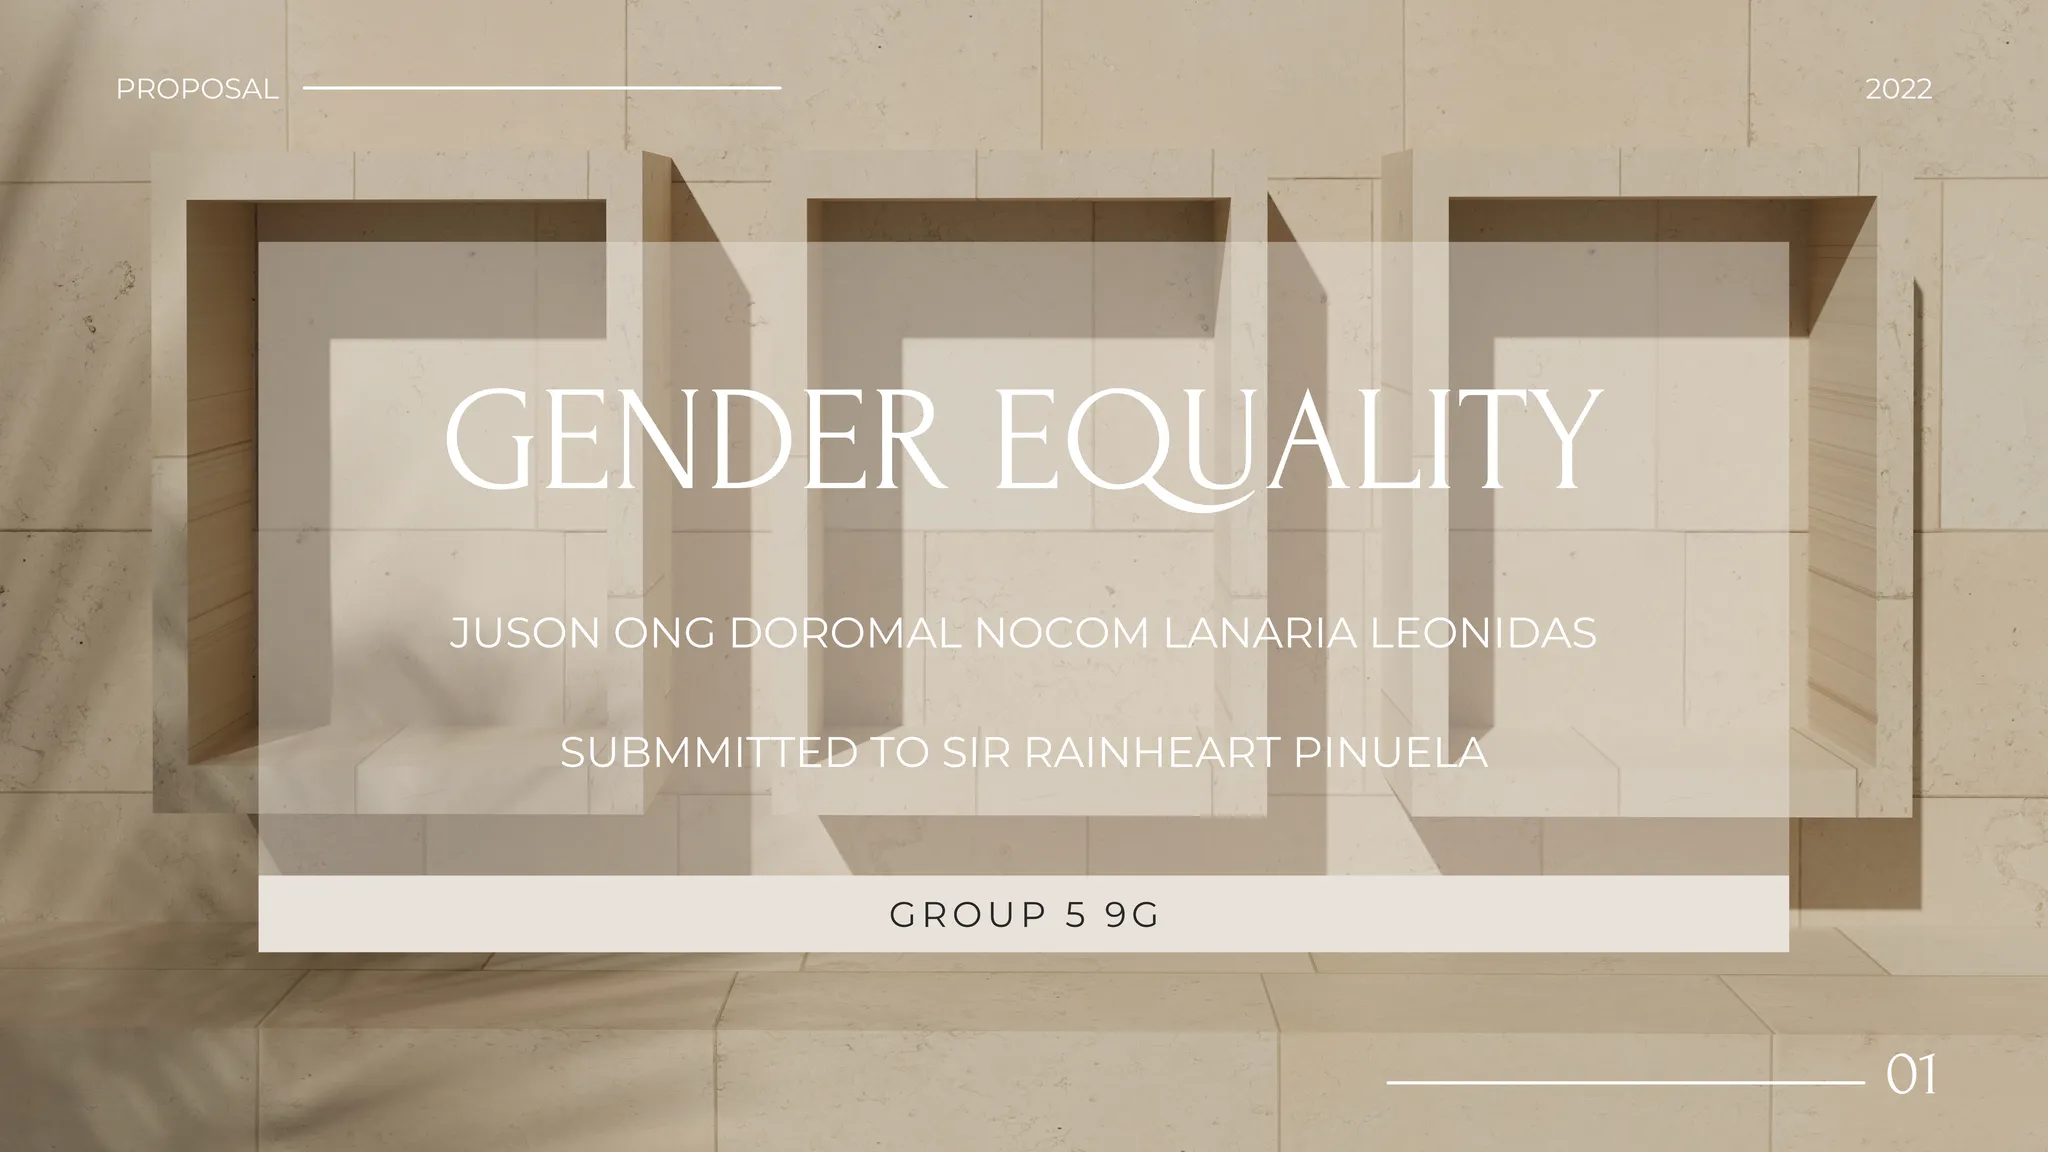 PROPOSAL
2022
GENDER EQUALITY
JUSON ONG DOROMAL NOCOM LANARIA LEONIDAS
SUBMMITTED TO SIR RAINHEART PINUELA
GROUP 5 9G
01